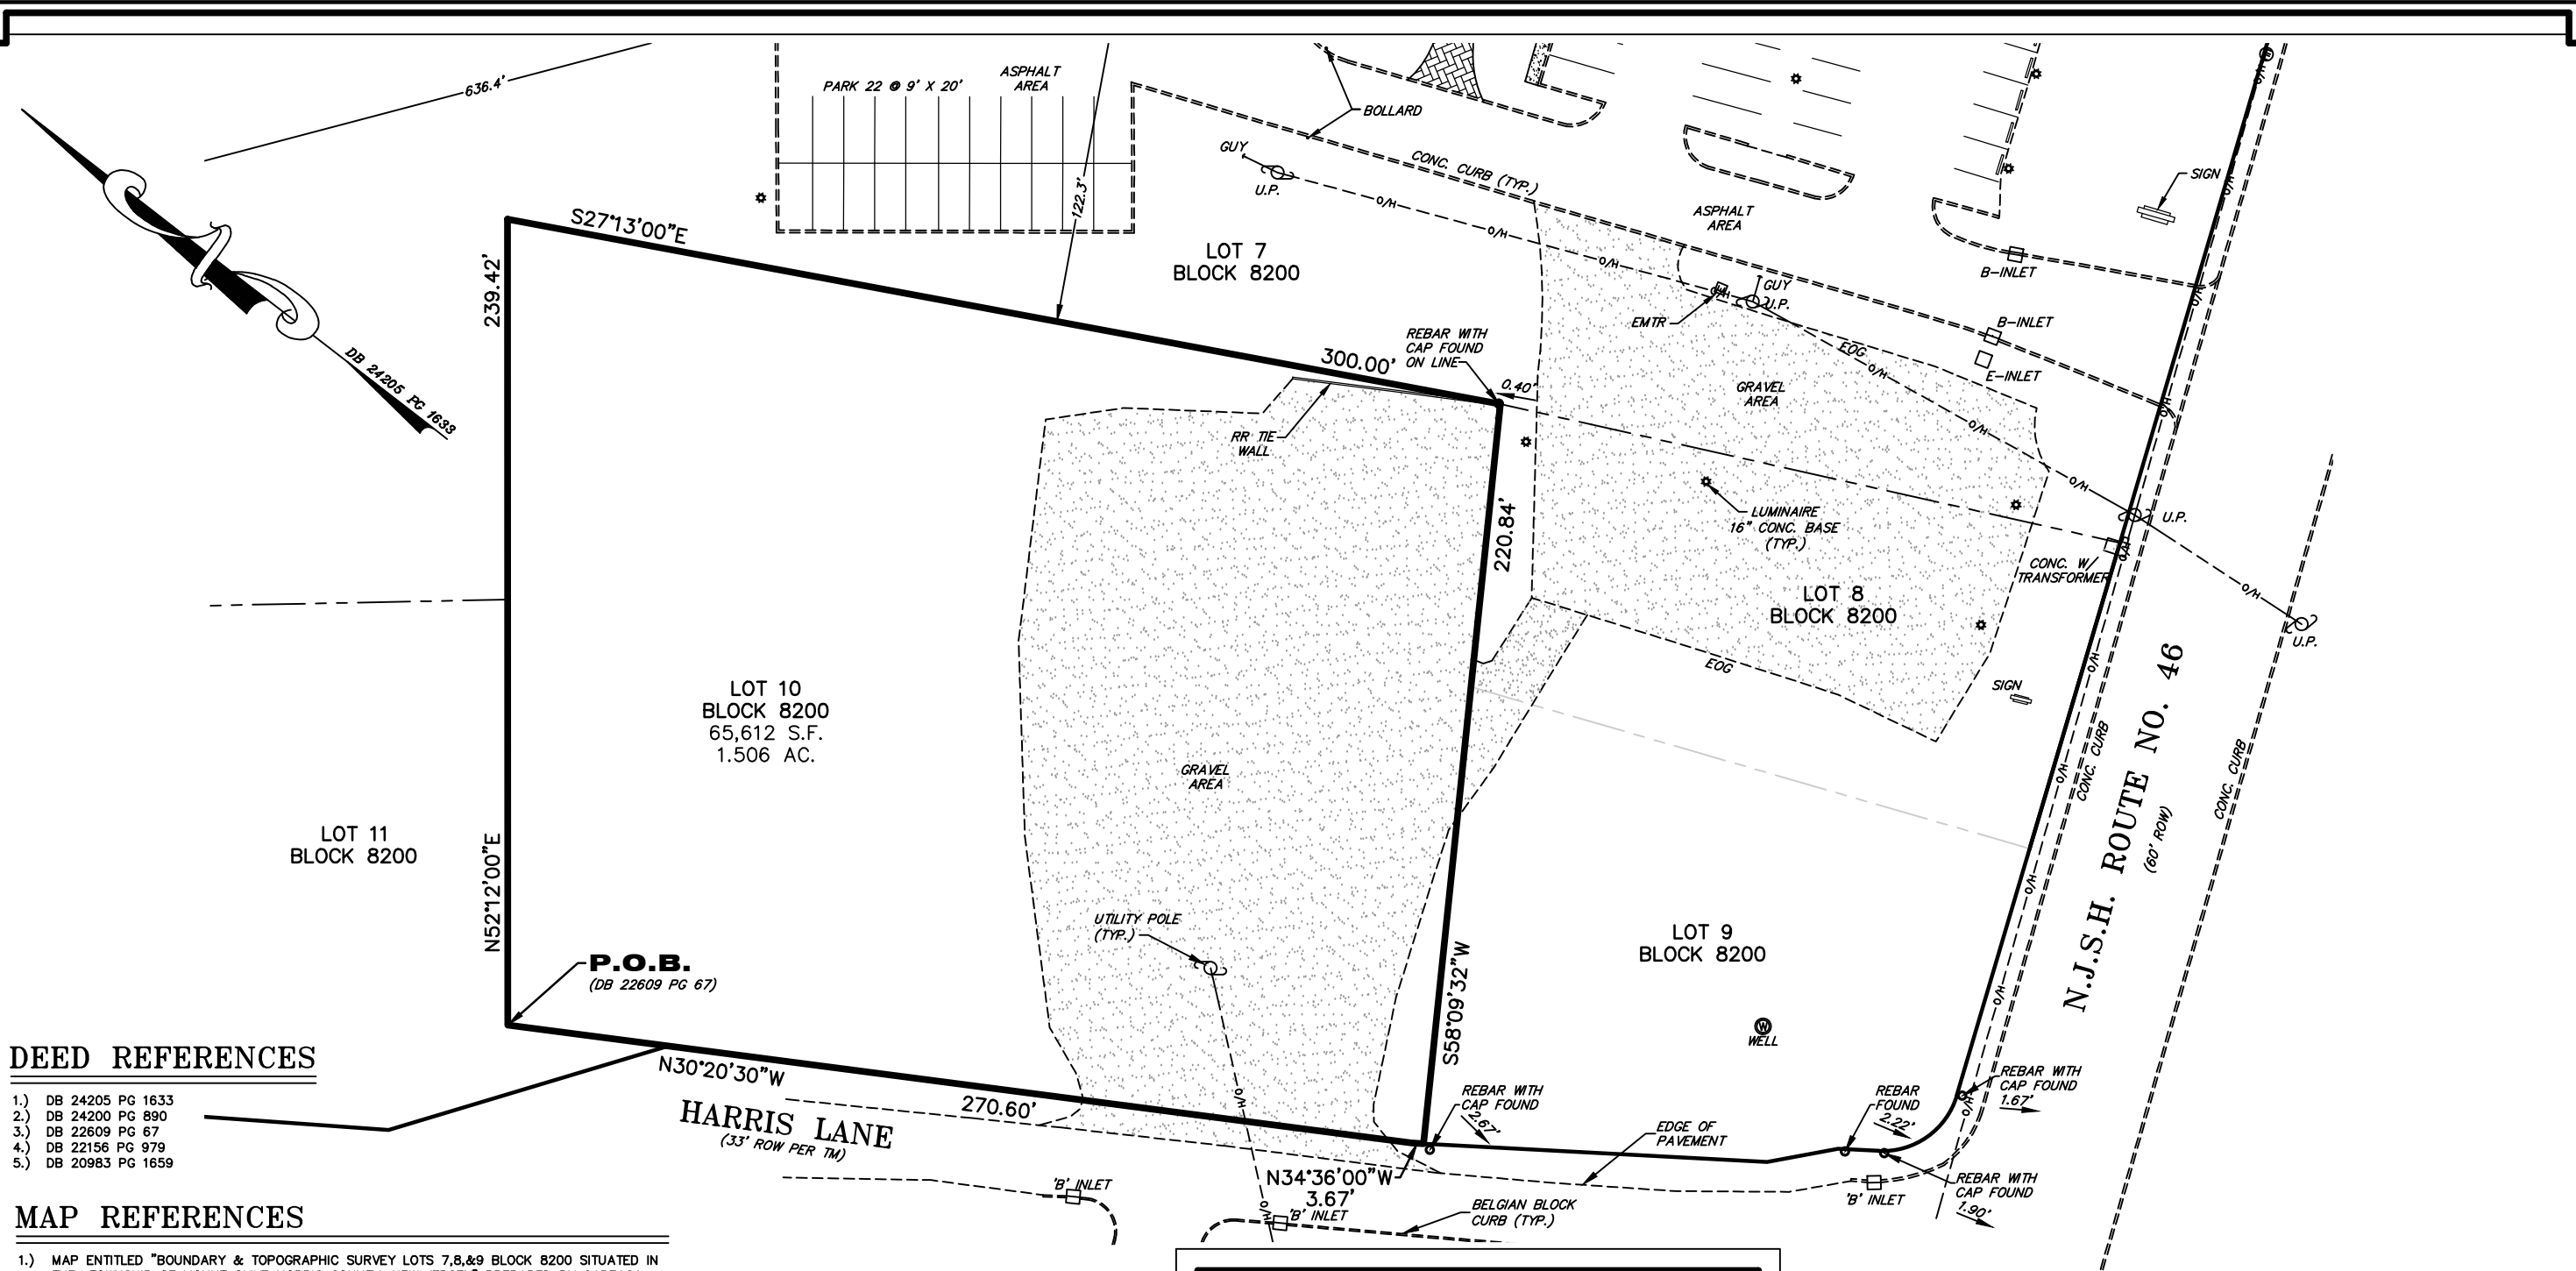 636.4'
PARK 22 @ 9' X 20'
ASPHALT
AREA
BOLLARD
122.3'
GUY
U.P.
CONC. CURB (TYP.)
O/H
O/H
O/H
O/H
SIGN
ASPHALT
AREA
O/H
O/H
O/H
W
B-INLET
S27°13'00"E
239.42'
LOT 7
BLOCK 8200
GUY
U.P.
EMTR
B-INLET
E-INLET
EOG
O/H
O/H
O/H
O/H
DB 24205 PG 1633
300.00'
REBAR WITH
CAP FOUND
ON LINE
0.40'
GRAVEL
AREA
RR TIE
WALL
220.84'
LUMINAIRE
16" CONC. BASE
(TYP.)
U.P.
O/H
CONC. W/
TRANSFORMER
O/H
U.P.
LOT 8
BLOCK 8200
EOG
SIGN
O/H
O/H
O/H
O/H
O/H
CONC. CURB
CONC. CURB
N.J.S.H. ROUTE NO. 46
(60' ROW)
LOT 10
BLOCK 8200
65,612 S.F.
1.506 AC.
GRAVEL
AREA
LOT 11
BLOCK 8200
N52°12'00"E
UTILITY POLE
(TYP.)
LOT 9
BLOCK 8200
P.O.B.
(DB 22609 PG 67)
S58°09'32"W
W
WELL
DEED REFERENCES
1.) DB 24205 PG 1633
2.) DB 24200 PG 890
3.) DB 22609 PG 67
4.) DB 22156 PG 979
5.) DB 20983 PG 1659
N30°20'30"W
270.60'
HARRIS LANE
(33' ROW PER TM)
O/H
O/H
REBAR WITH
CAP FOUND
2.67'
EDGE OF
PAVEMENT
REBAR
FOUND
2.22'
REBAR WITH
CAP FOUND
1.67'
N34°36'00"W
3.67'
'B' INLET
'B' INLET
BELGIAN BLOCK
CURB (TYP.)
'B' INLET
REBAR WITH
CAP FOUND
1.90'
MAP REFERENCES
1.) MAP ENTITLED "BOUNDARY & TOPOGRAPHIC SURVEY LOTS 7,8,&9 BLOCK 8200 SITUATED IN